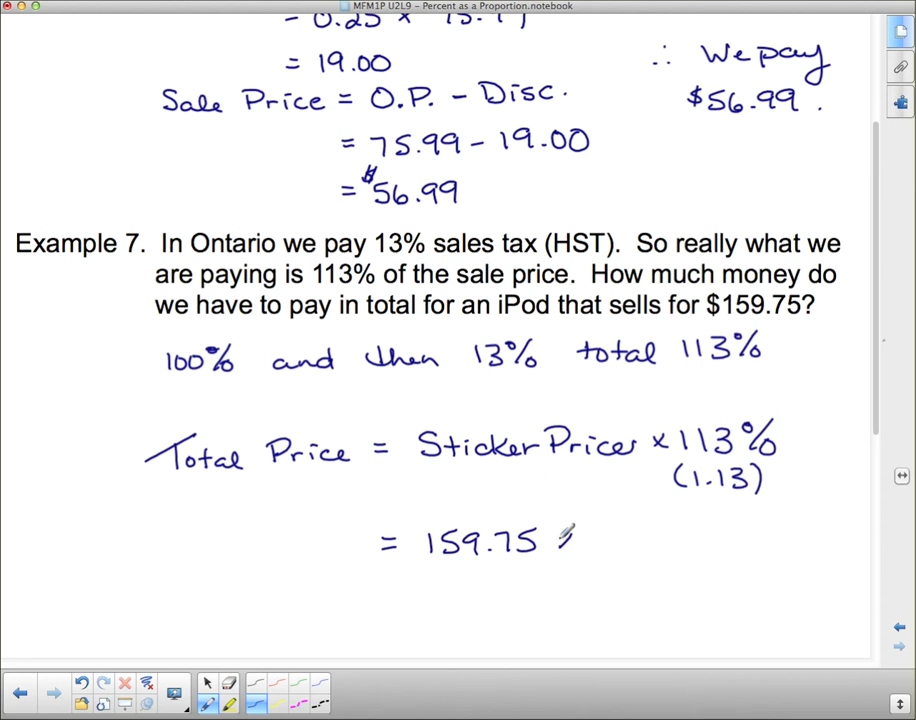 MFM1P U2L9 – Percent as a Proportion.notebook
= 19.00
∴ We pay
$56.99.
Sale Price = O.P. - Disc.
= 75.99 - 19.00
= $56.99
Example 7. In Ontario we pay 13% sales tax (HST). So really what we
are paying is 113% of the sale price. How much money do
we have to pay in total for an iPod that sells for $159.75?
100% and then 13% total 113%
Total Price = Sticker Prices × 113%
(1.13)
= 159.75